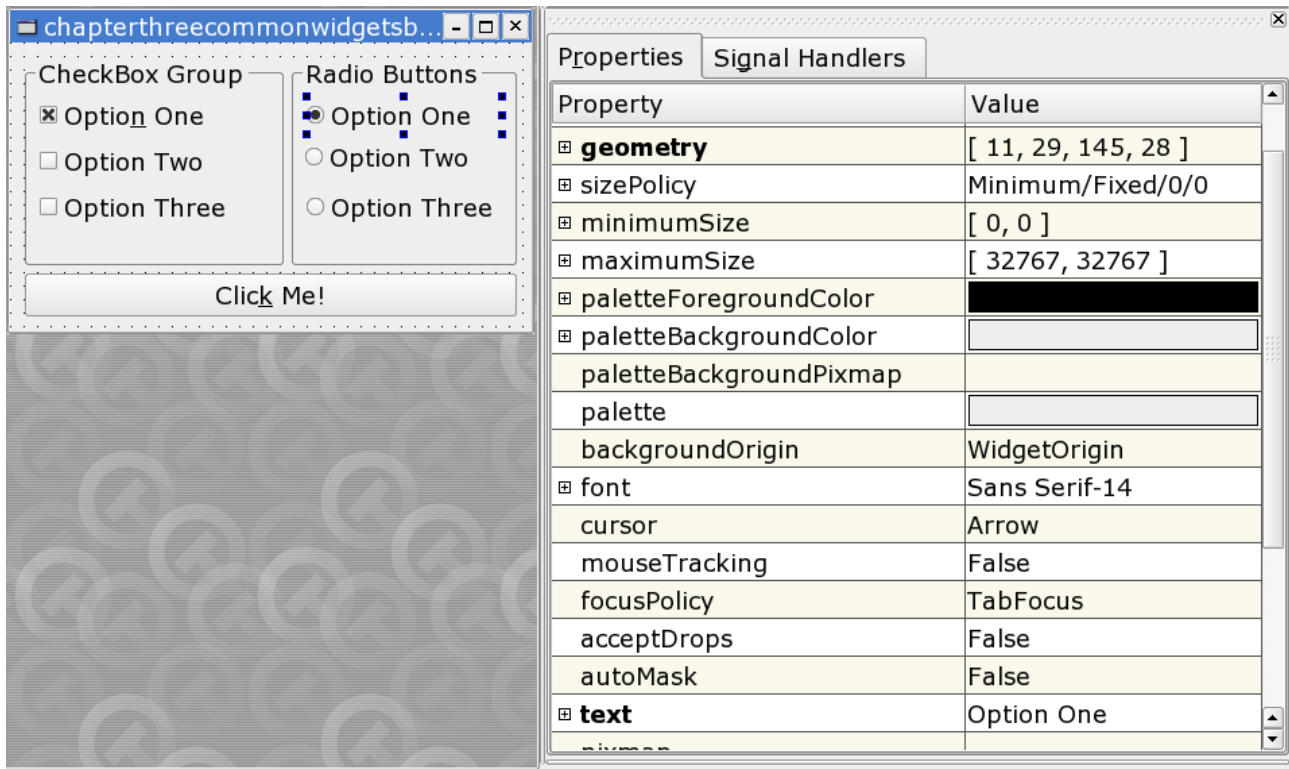 chapterthreecommonwidgetsb...
CheckBox Group
Option One
Option Two
Option Three
Radio Buttons
Option One
Option Two
Option Three
Click Me!
Properties
Signal Handlers
Property Value
geometry [ 11, 29, 145, 28 ]
sizePolicy Minimum/Fixed/0/0
minimumSize [ 0, 0 ]
maximumSize [ 32767, 32767 ]
paletteForegroundColor
paletteBackgroundColor
paletteBackgroundPixmap
palette
backgroundOrigin WidgetOrigin
font Sans Serif-14
cursor Arrow
mouseTracking False
focusPolicy TabFocus
acceptDrops False
autoMask False
text Option One